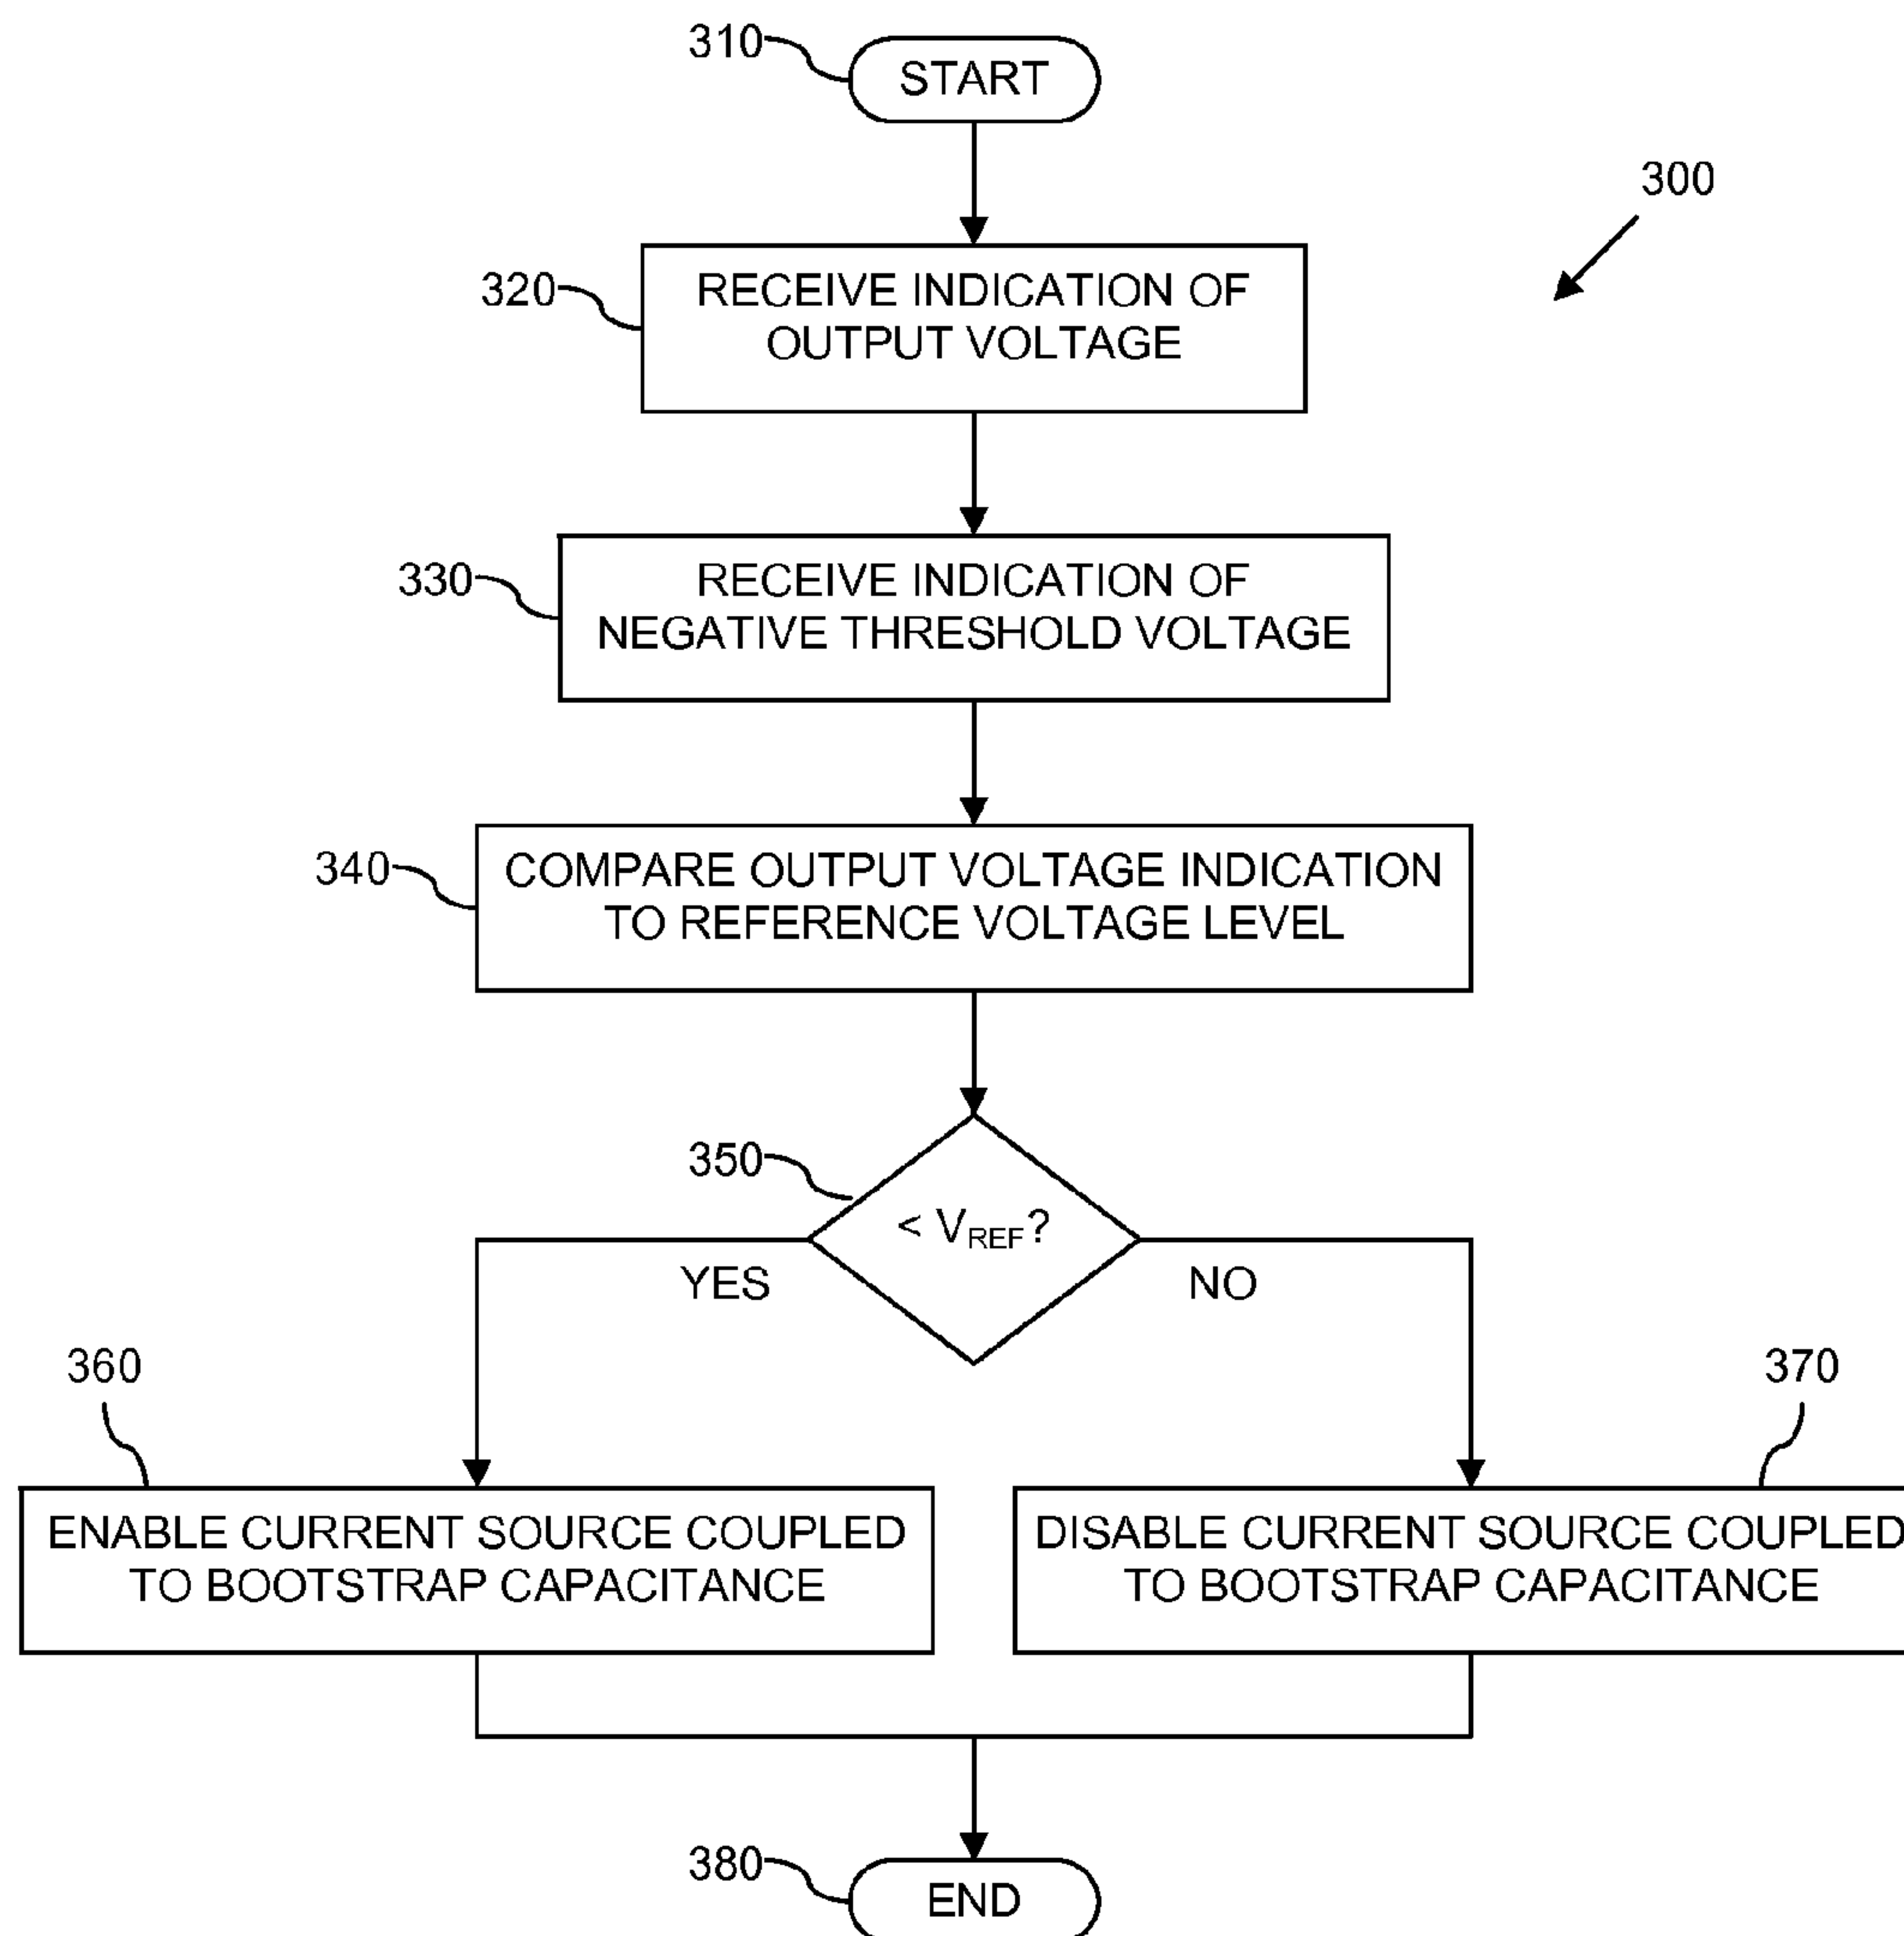 310
START
300
320
RECEIVE INDICATION OF
OUTPUT VOLTAGE
330
RECEIVE INDICATION OF
NEGATIVE THRESHOLD VOLTAGE
340
COMPARE OUTPUT VOLTAGE INDICATION
TO REFERENCE VOLTAGE LEVEL
350
< VREF?
YES
NO
360
370
ENABLE CURRENT SOURCE COUPLED
TO BOOTSTRAP CAPACITANCE
DISABLE CURRENT SOURCE COUPLED
TO BOOTSTRAP CAPACITANCE
380
END